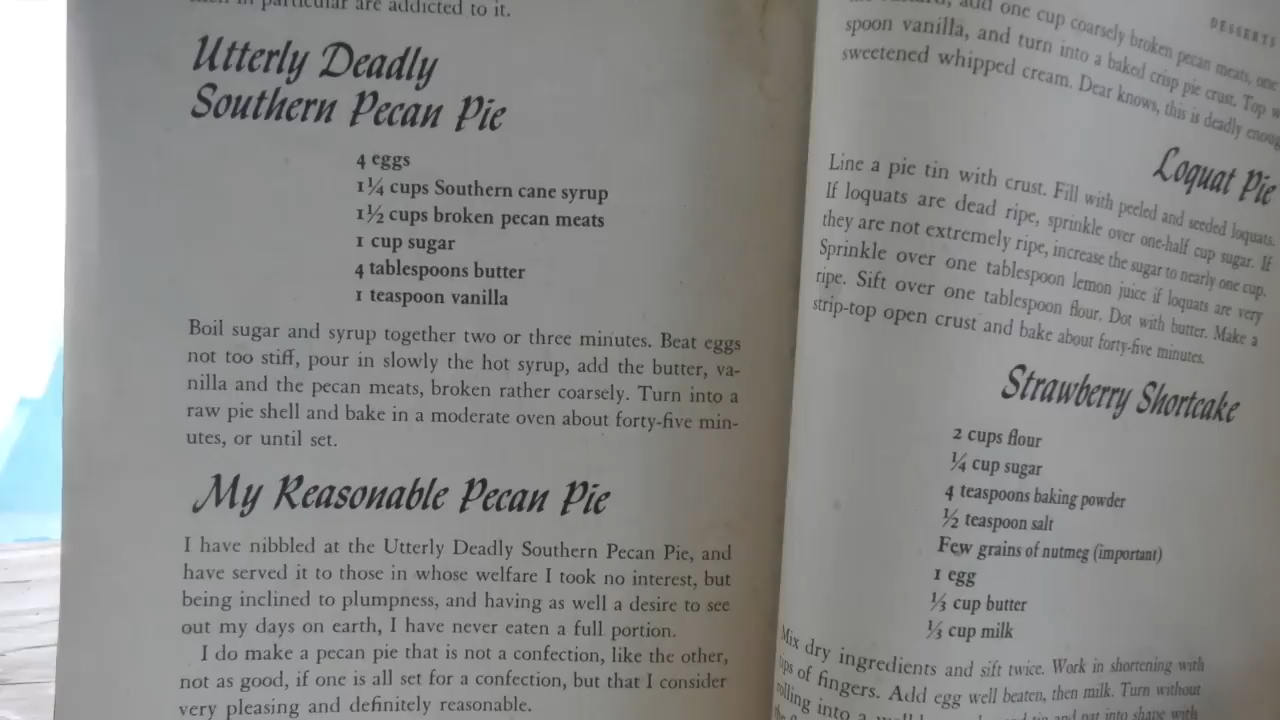 in particular are addicted to it.
Utterly Deadly
Southern Pecan Pie
4 eggs
1¼ cups Southern cane syrup
1½ cups broken pecan meats
1 cup sugar
4 tablespoons butter
1 teaspoon vanilla
Boil sugar and syrup together two or three minutes. Beat eggs
not too stiff, pour in slowly the hot syrup, add the butter, va-
nilla and the pecan meats, broken rather coarsely. Turn into a
raw pie shell and bake in a moderate oven about forty-five min-
utes, or until set.
My Reasonable Pecan Pie
I have nibbled at the Utterly Deadly Southern Pecan Pie, and
have served it to those in whose welfare I took no interest, but
being inclined to plumpness, and having as well a desire to see
out my days on earth, I have never eaten a full portion.
I do make a pecan pie that is not a confection, like the other,
not as good, if one is all set for a confection, but that I consider
very pleasing and definitely reasonable.
DESSERTS
add one cup coarsely broken pecan meats, one
spoon vanilla, and turn into a baked crisp pie crust. Top
sweetened whipped cream. Dear knows, this is deadly
Loquat Pie
Line a pie tin with crust. Fill with peeled and seeded loquats.
If loquats are dead ripe, sprinkle over one-half cup sugar. If
they are not extremely ripe, increase the sugar to nearly one cup.
Sprinkle over one tablespoon lemon juice if loquats are very
ripe. Sift over one tablespoon flour. Dot with butter. Make a
strip-top open crust and bake about forty-five minutes.
Strawberry Shortcake
2 cups flour
¼ cup sugar
4 teaspoons baking powder
½ teaspoon salt
Few grains of nutmeg (important)
1 egg
⅓ cup butter
⅓ cup milk
Mix dry ingredients and sift twice. Work in shortening with
tips of fingers. Add egg well beaten, then milk. Turn without
rolling into a and pat into shape with